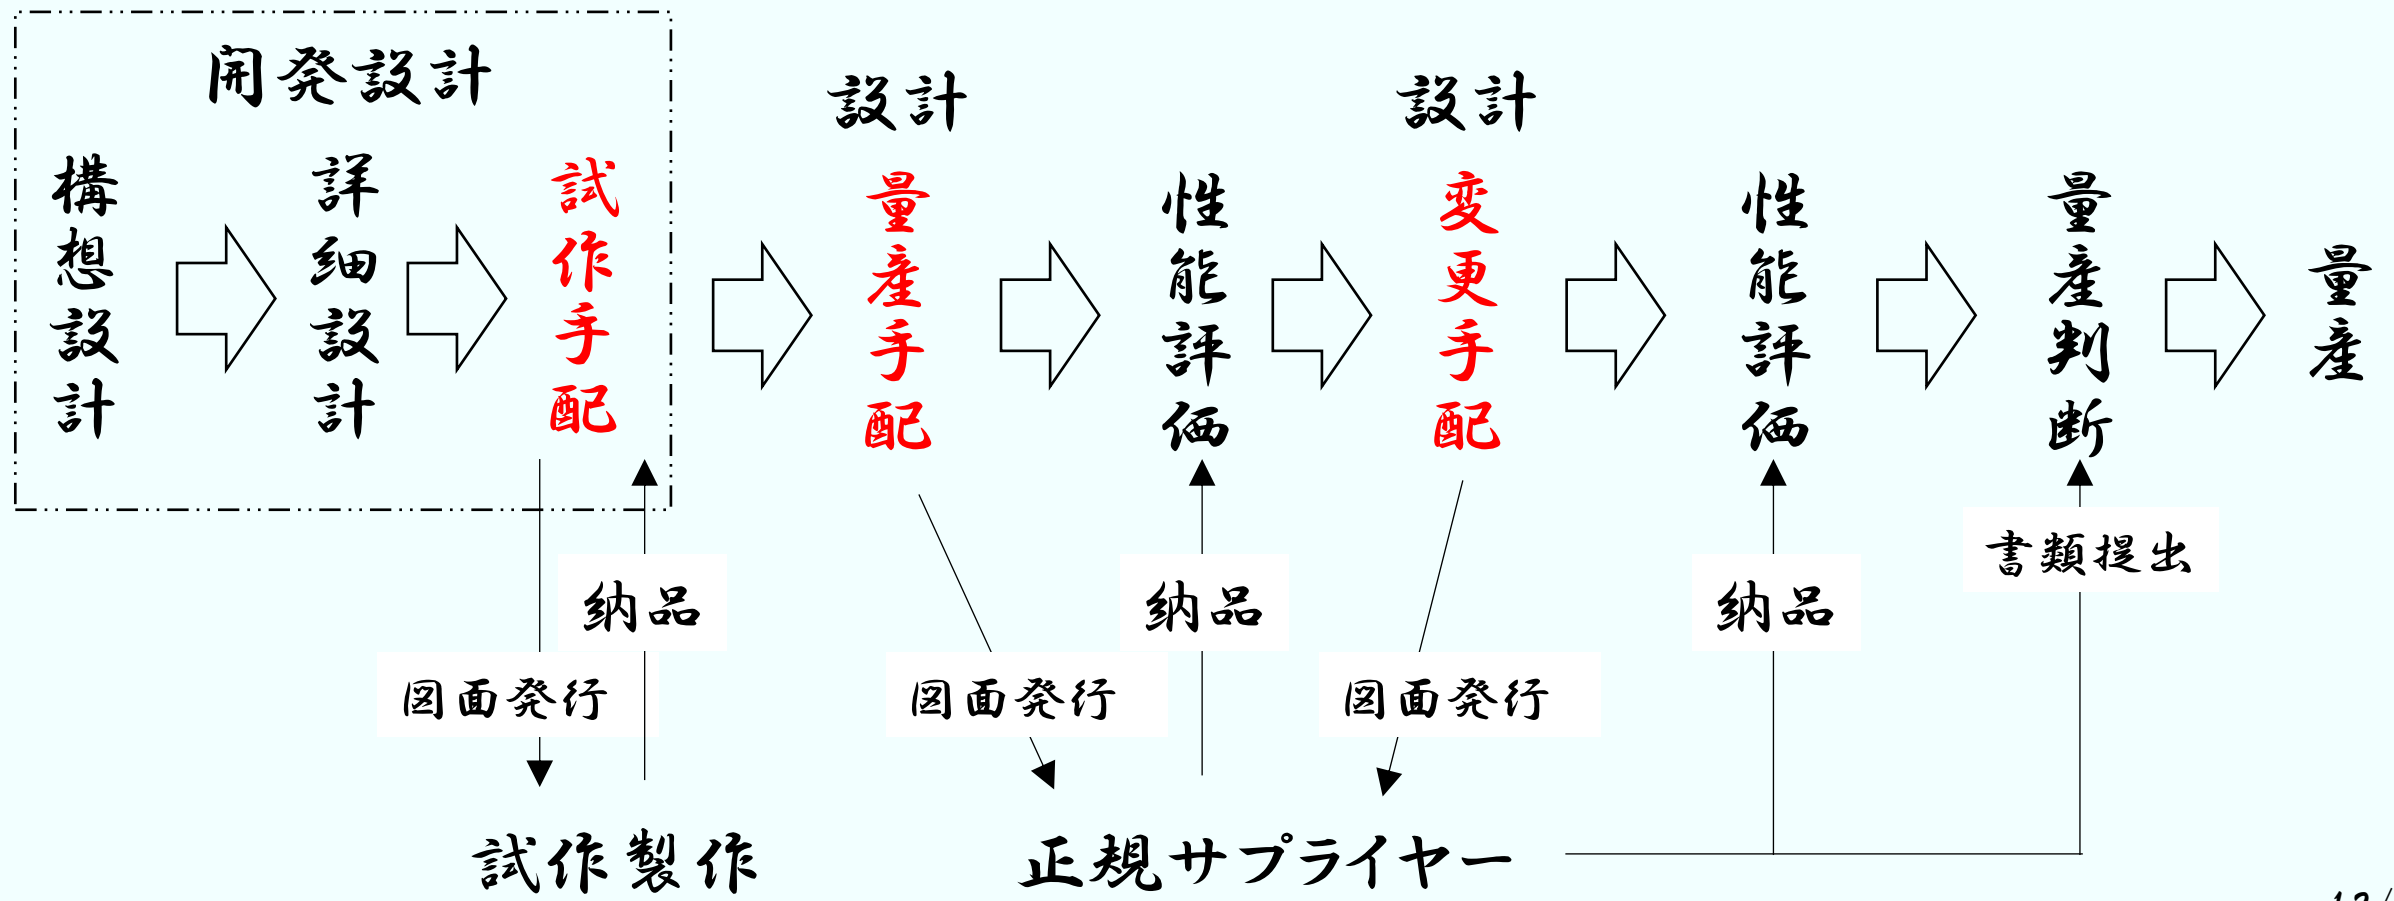 開発設計
設計
設計
構想設計
詳細設計
試作手配
量産手配
性能評価
変更手配
性能評価
量産判断
量産
書類提出
納品
納品
納品
図面発行
図面発行
図面発行
試作製作
正規サプライヤー